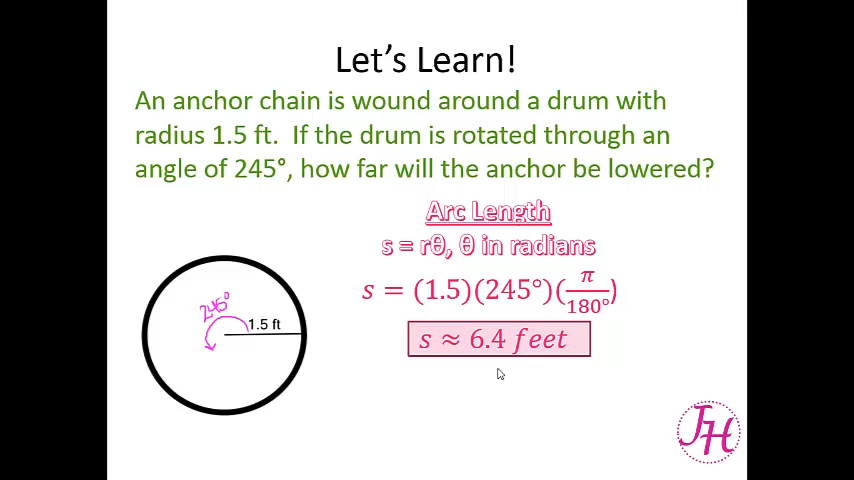 Let's Learn!
An anchor chain is wound around a drum with
radius 1.5 ft.  If the drum is rotated through an
angle of 245°, how far will the anchor be lowered?
Arc Length
s = rθ, θ in radians
s = (1.5)(245°)(π/180°)
s ≈ 6.4 feet
245°
1.5 ft
JH